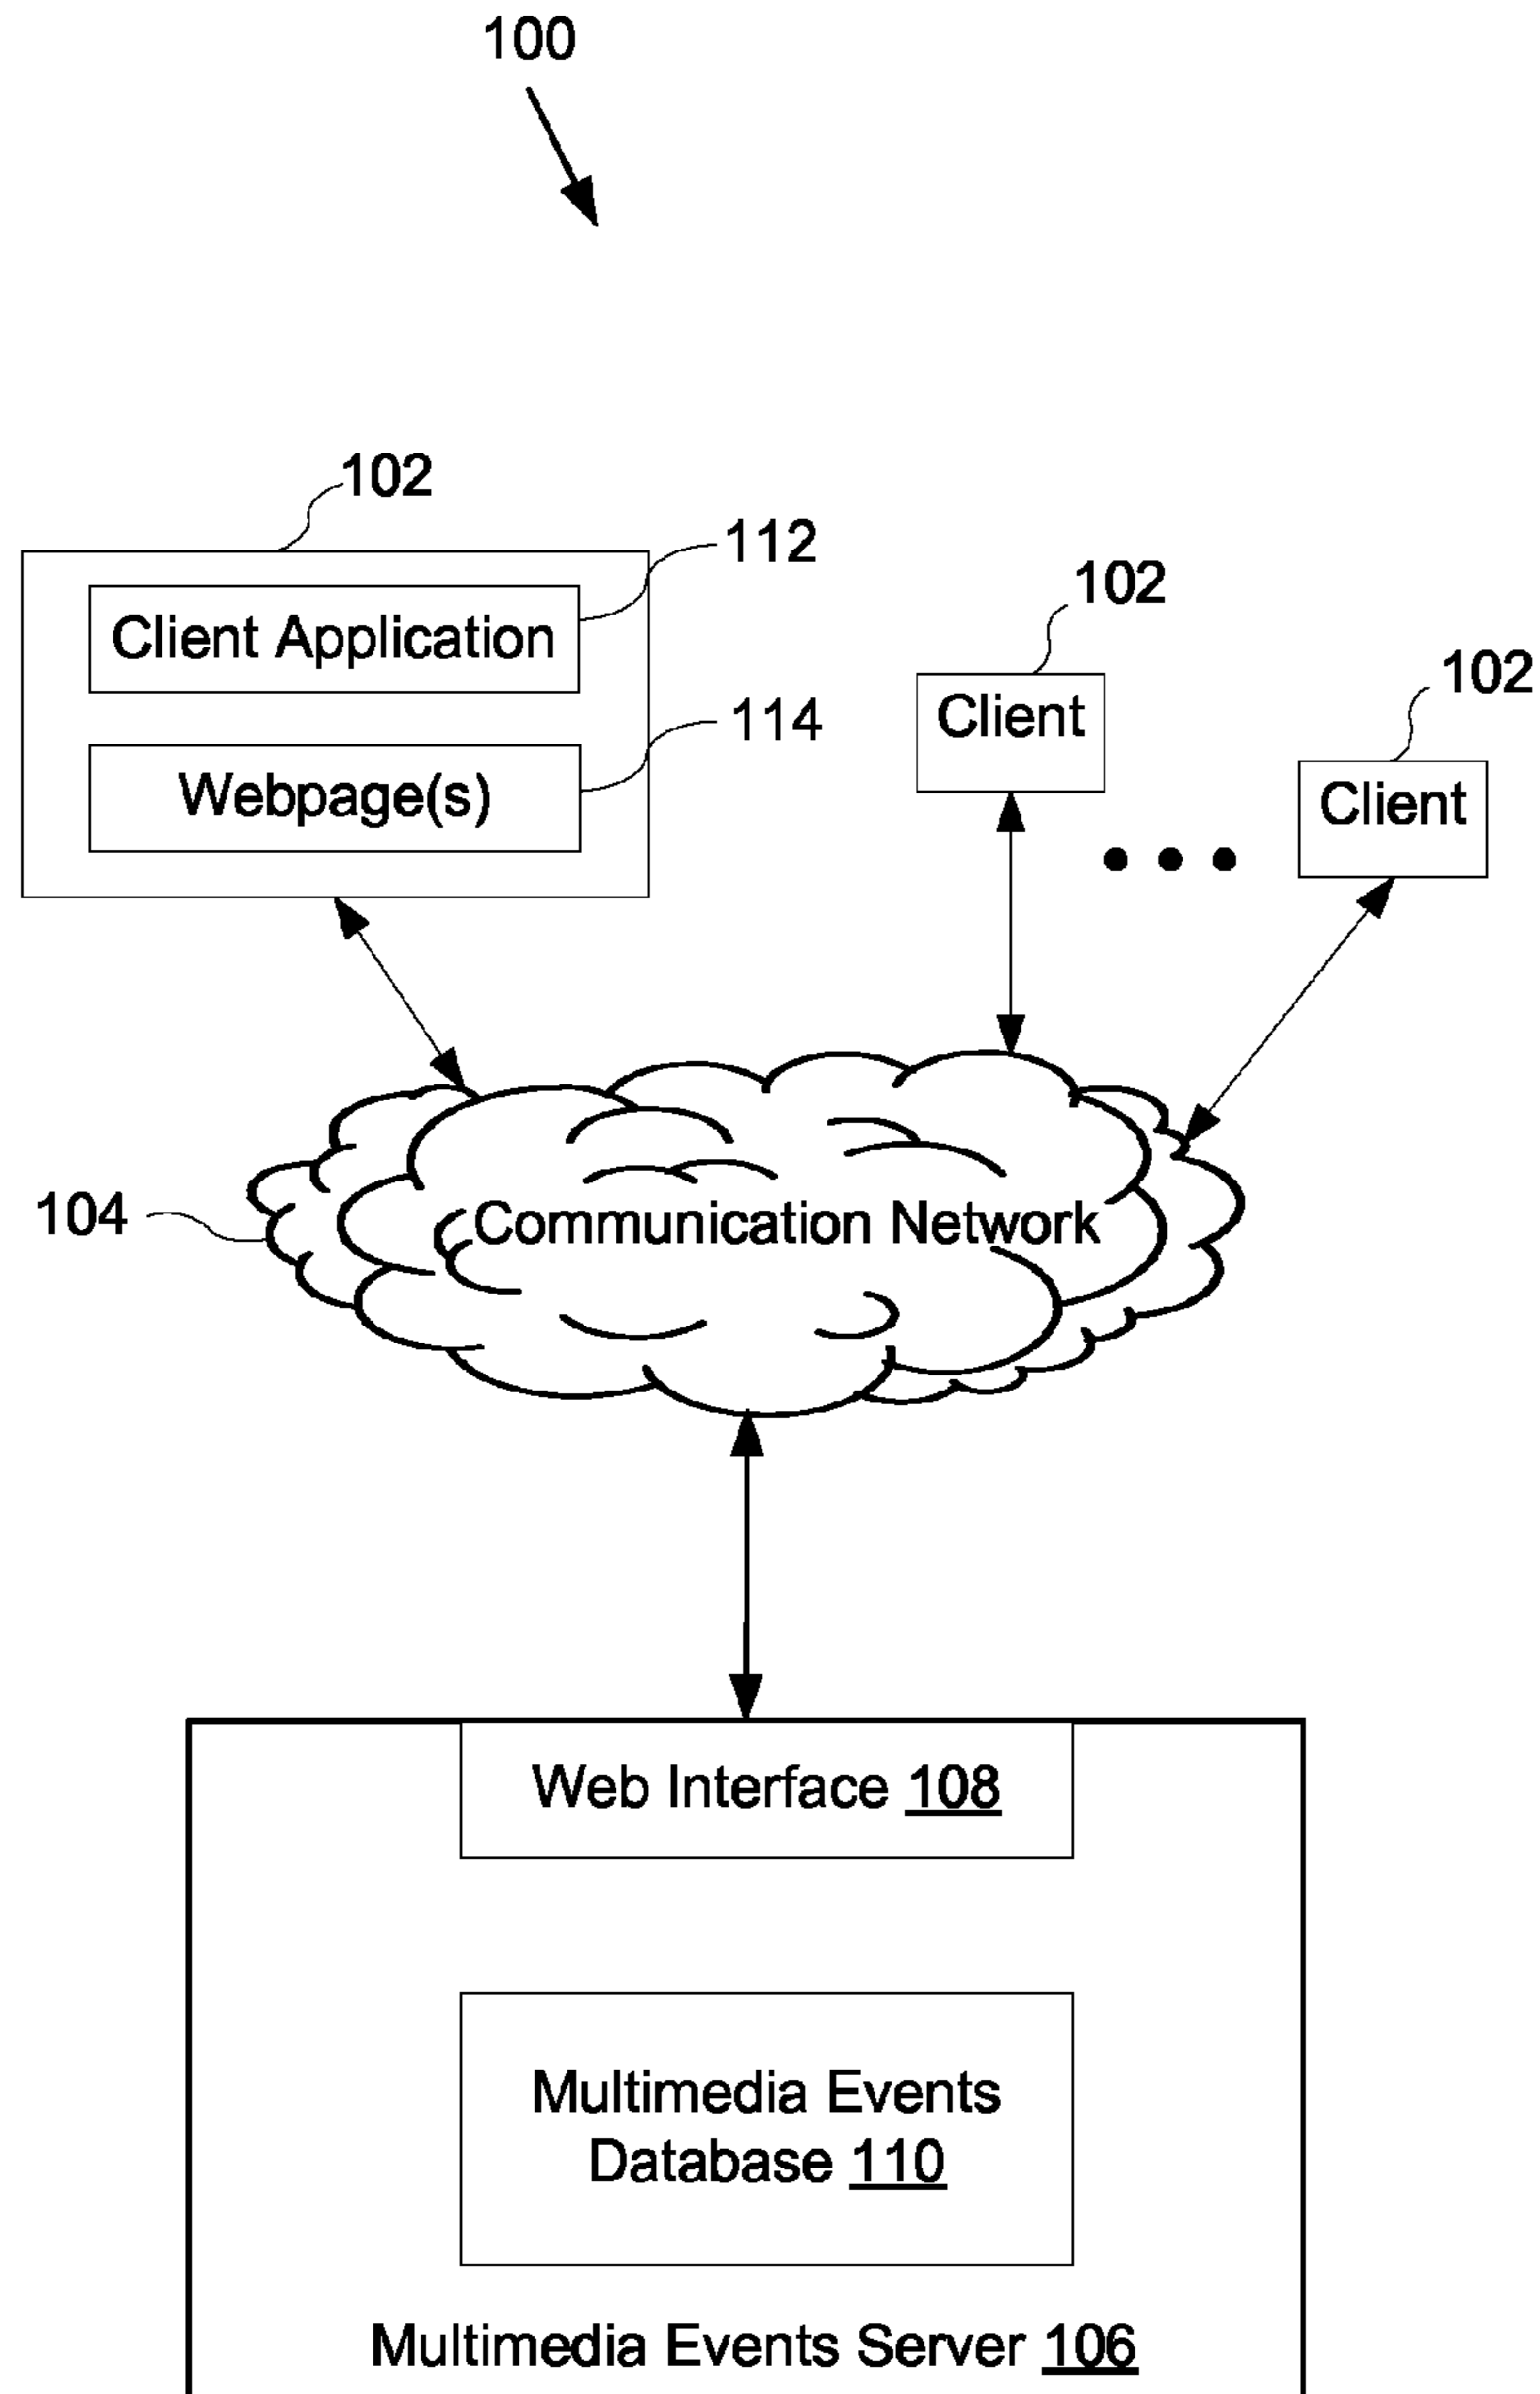 100
102
112
Client Application
114
Webpage(s)
102
Client
102
Client
104
Communication Network
Web Interface 108
Multimedia Events
Database 110
Multimedia Events Server 106